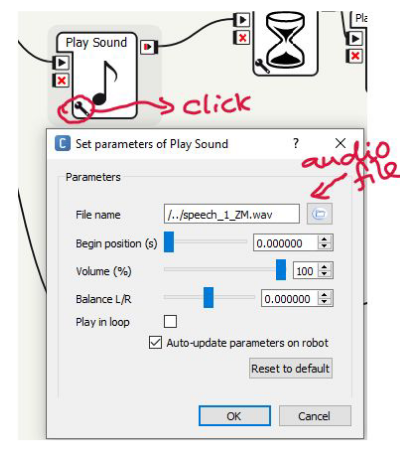 Pla
Play Sound
click
C Set parameters of Play Sound ? ×
audio
file
Parameters
File name /../speech_1_ZM.wav
Begin position (s) 0.000000
Volume (%) 100
Balance L/R 0.000000
Play in loop
Auto-update parameters on robot
Reset to default
OK Cancel